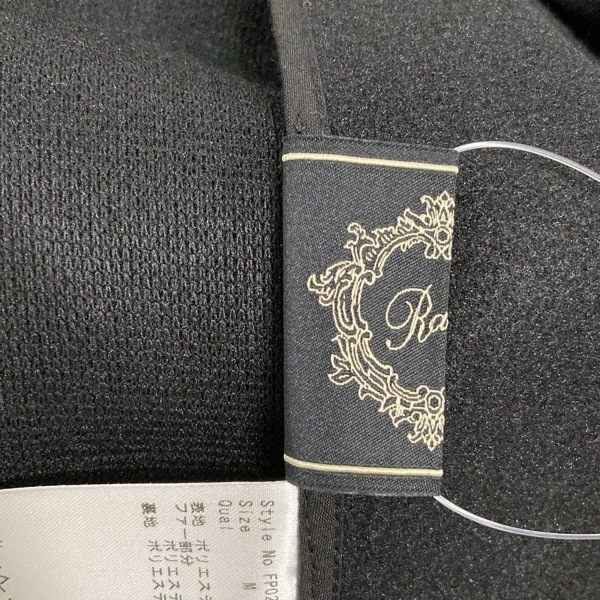 Ra
Style No FP02
Size M
Qual
表地 ポリエス
ファー部分
ポリエステ
裏地 ポリエステ